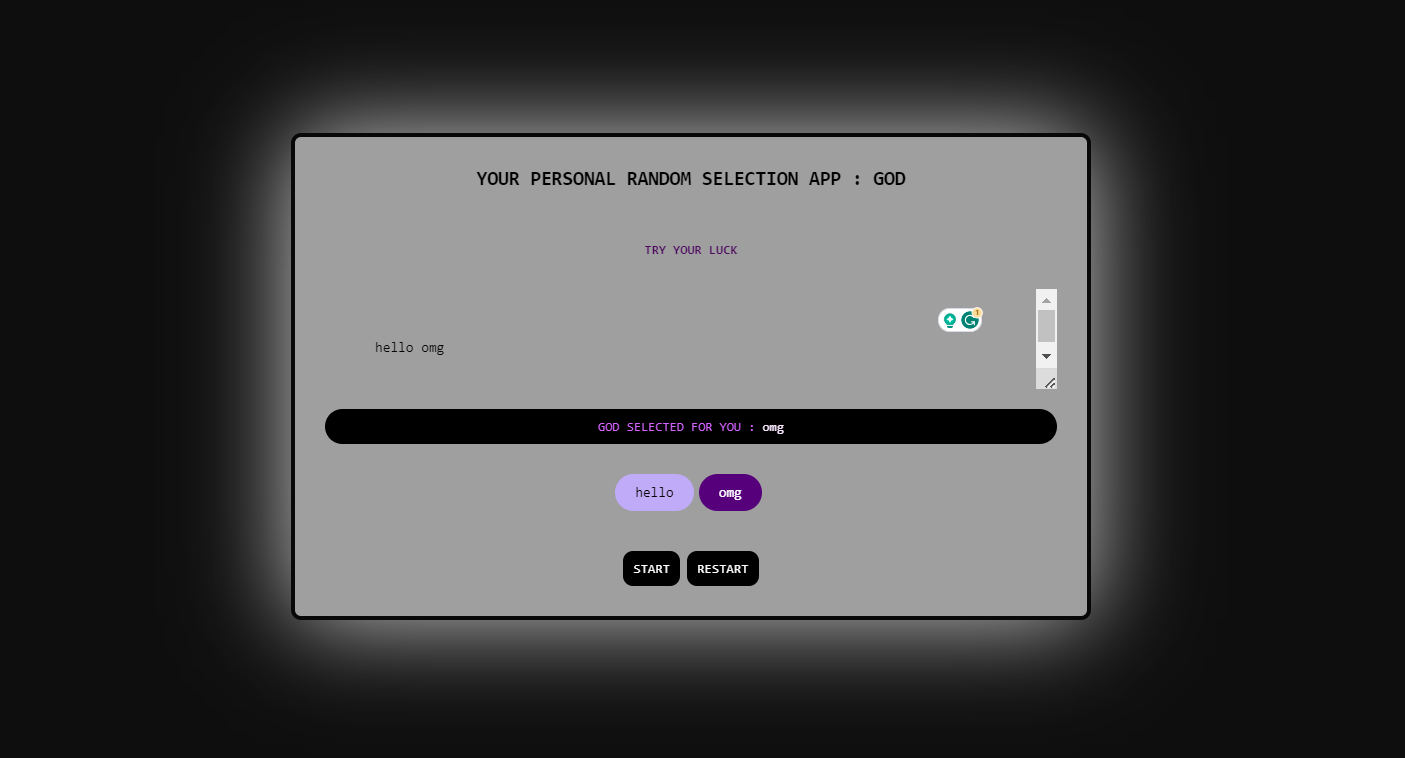 YOUR PERSONAL RANDOM SELECTION APP : GOD
TRY YOUR LUCK
1
hello omg
GOD SELECTED FOR YOU : omg
hello omg
START RESTART